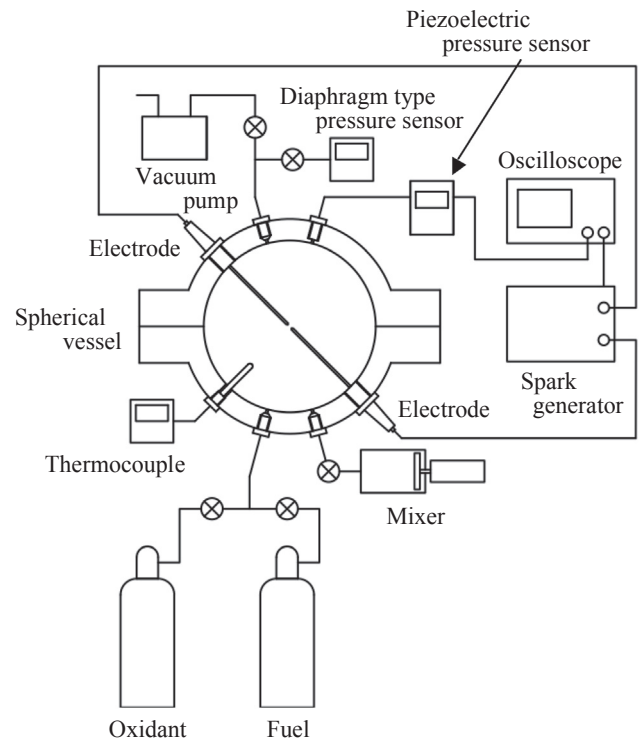 Piezoelectric
pressure sensor
Diaphragm type
pressure sensor
Oscilloscope
Vacuum
pump
Electrode
Spherical
vessel
Spark
generator
Electrode
Thermocouple
Mixer
Oxidant
Fuel